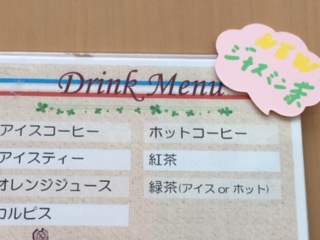 Drink Menu
NEW
ジャスミン茶
アイスコーヒー
アイスティー
オレンジジュース
カルピス
ホットコーヒー
紅茶
緑茶(アイス or ホット)